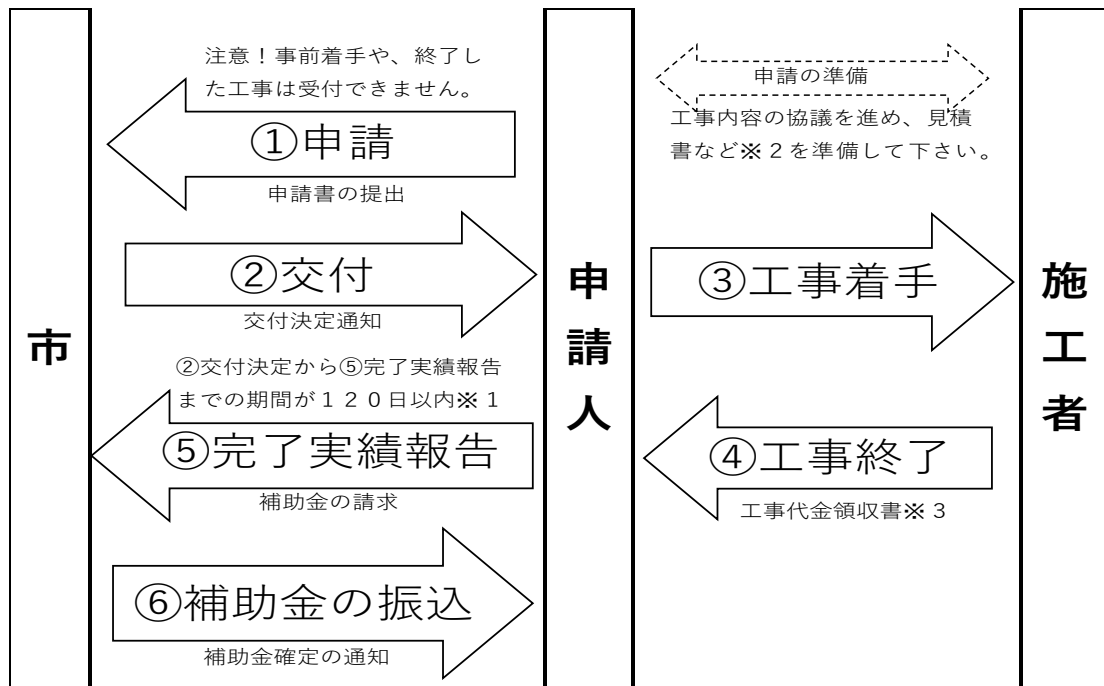 注意！事前着手や、終了し
た工事は受付できません。
①申請
申請書の提出
申請の準備
工事内容の協議を進め、見積
書など※２を準備して下さい。
②交付
交付決定通知
③工事着手
市
申請人
施工者
②交付決定から⑤完了実績報告
までの期間が１２０日以内※１
⑤完了実績報告
補助金の請求
④工事終了
工事代金領収書※３
⑥補助金の振込
補助金確定の通知